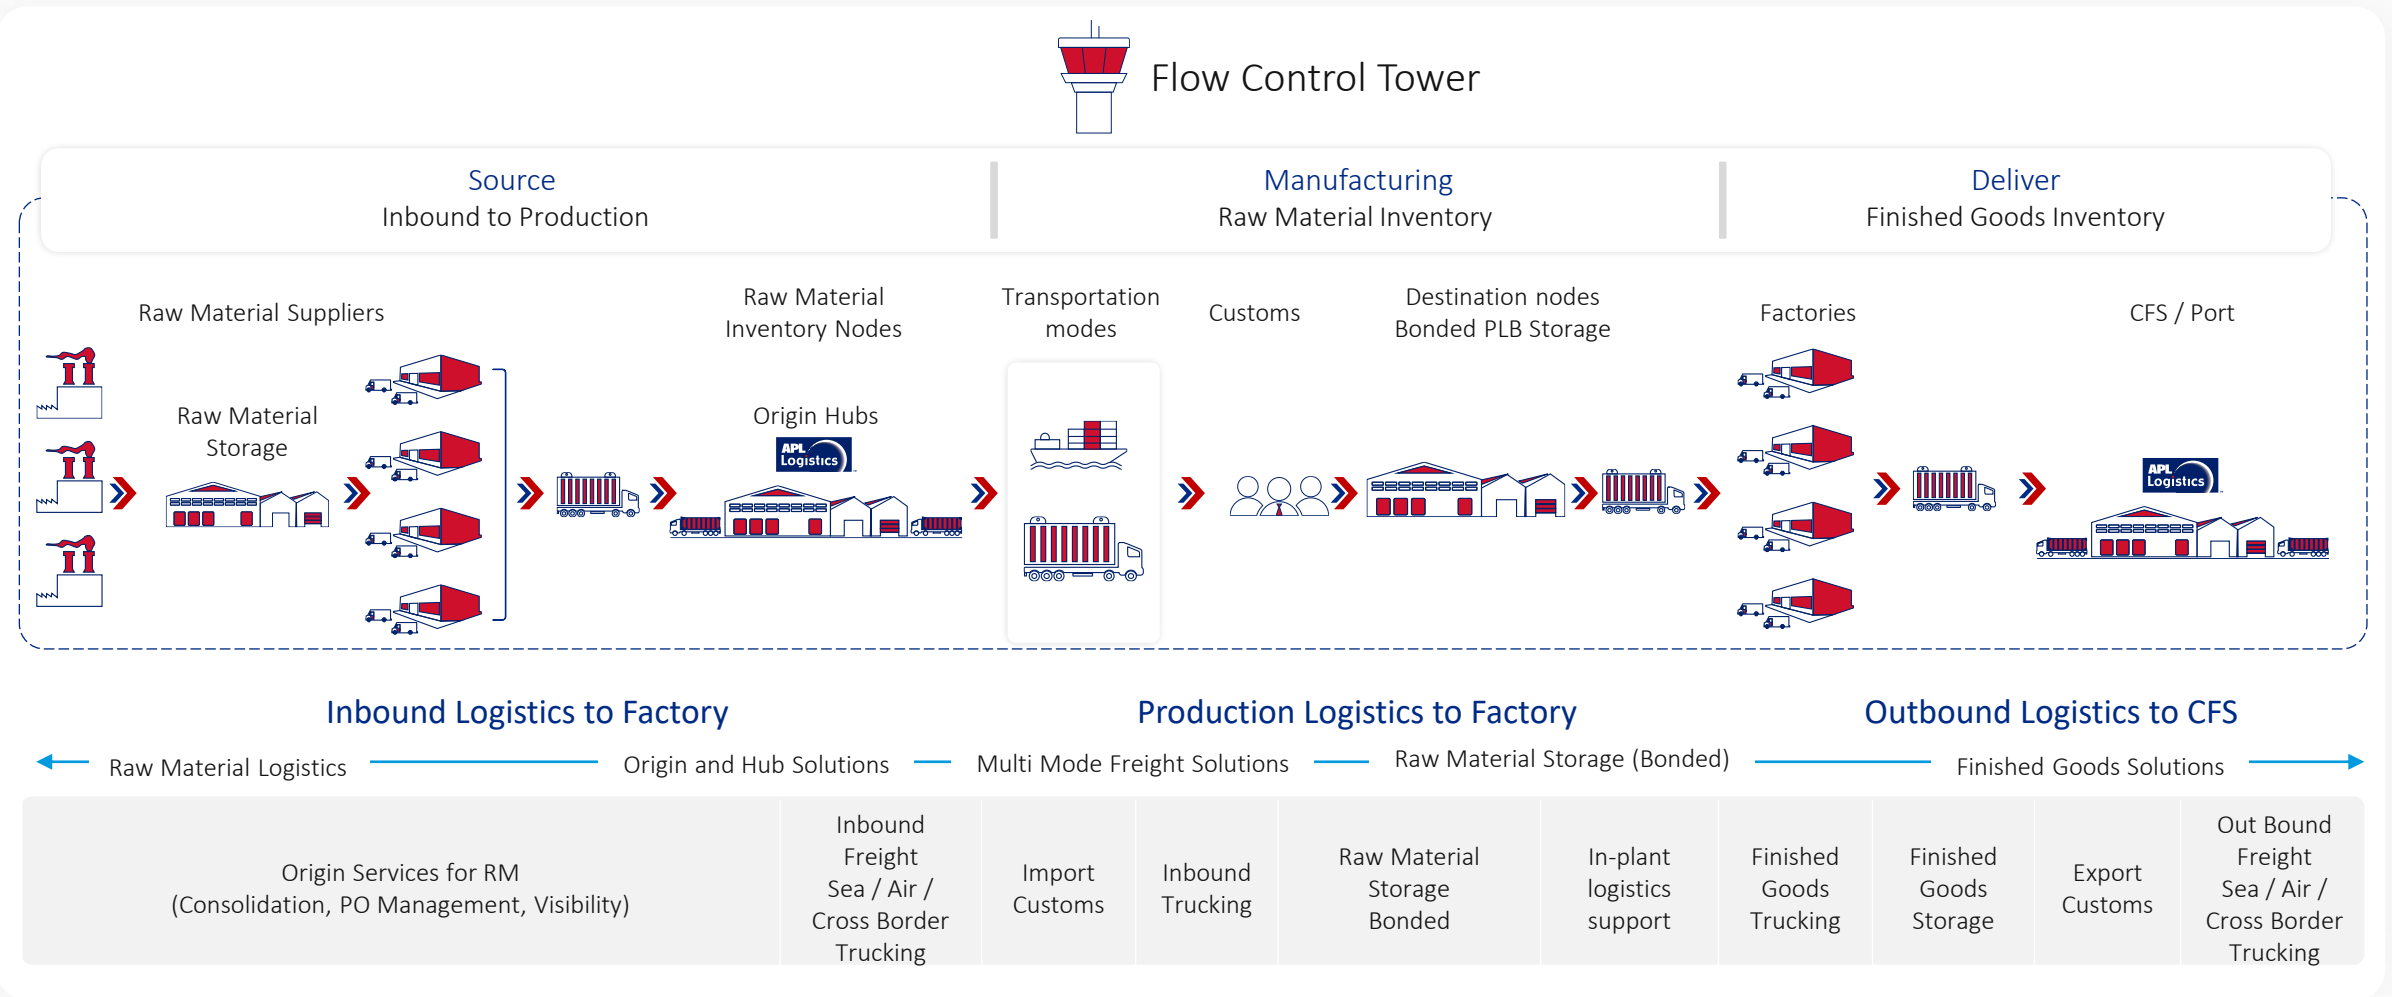 Flow Control Tower
Source
Inbound to Production
Manufacturing
Raw Material Inventory
Deliver
Finished Goods Inventory
Raw Material Suppliers
Raw Material
Inventory Nodes
Transportation
modes
Customs
Destination nodes
Bonded PLB Storage
Factories
CFS / Port
Raw Material
Storage
Origin Hubs
APL
Logistics
APL
Logistics
Inbound Logistics to Factory
Production Logistics to Factory
Outbound Logistics to CFS
Raw Material Logistics
Origin and Hub Solutions
Multi Mode Freight Solutions
Raw Material Storage (Bonded)
Finished Goods Solutions
Origin Services for RM
(Consolidation, PO Management, Visibility)
Inbound
Freight
Sea / Air /
Cross Border
Trucking
Import
Customs
Inbound
Trucking
Raw Material
Storage
Bonded
In-plant
logistics
support
Finished
Goods
Trucking
Finished
Goods
Storage
Export
Customs
Out Bound
Freight
Sea / Air /
Cross Border
Trucking